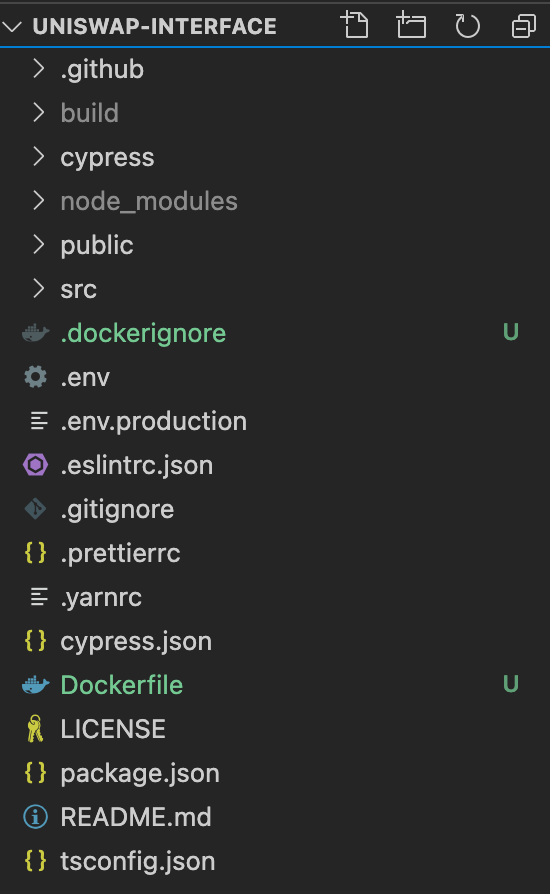 UNISWAP-INTERFACE
.github
build
cypress
node_modules
public
src
.dockerignore U
.env
.env.production
.eslintrc.json
.gitignore
.prettierrc
.yarnrc
cypress.json
Dockerfile U
LICENSE
package.json
README.md
tsconfig.json